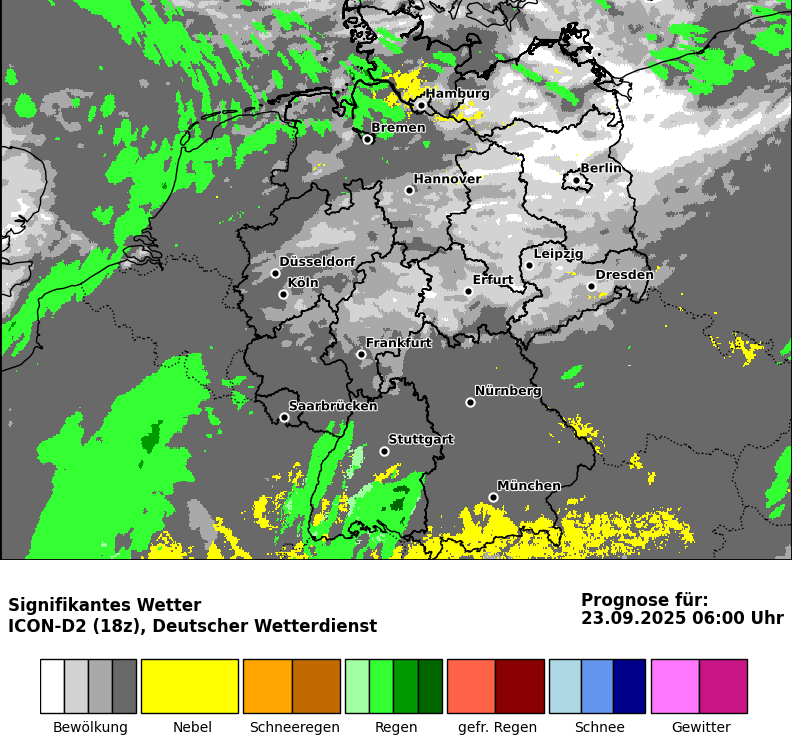 Hamburg
Bremen
Berlin
Hannover
Düsseldorf
Leipzig
Köln
Erfurt
Dresden
Frankfurt
Nürnberg
Saarbrücken
Stuttgart
München
Signifikantes Wetter
ICON-D2 (18z), Deutscher Wetterdienst
Prognose für:
23.09.2025 06:00 Uhr
Bewölkung
Nebel
Schneeregen
Regen
gefr. Regen
Schnee
Gewitter